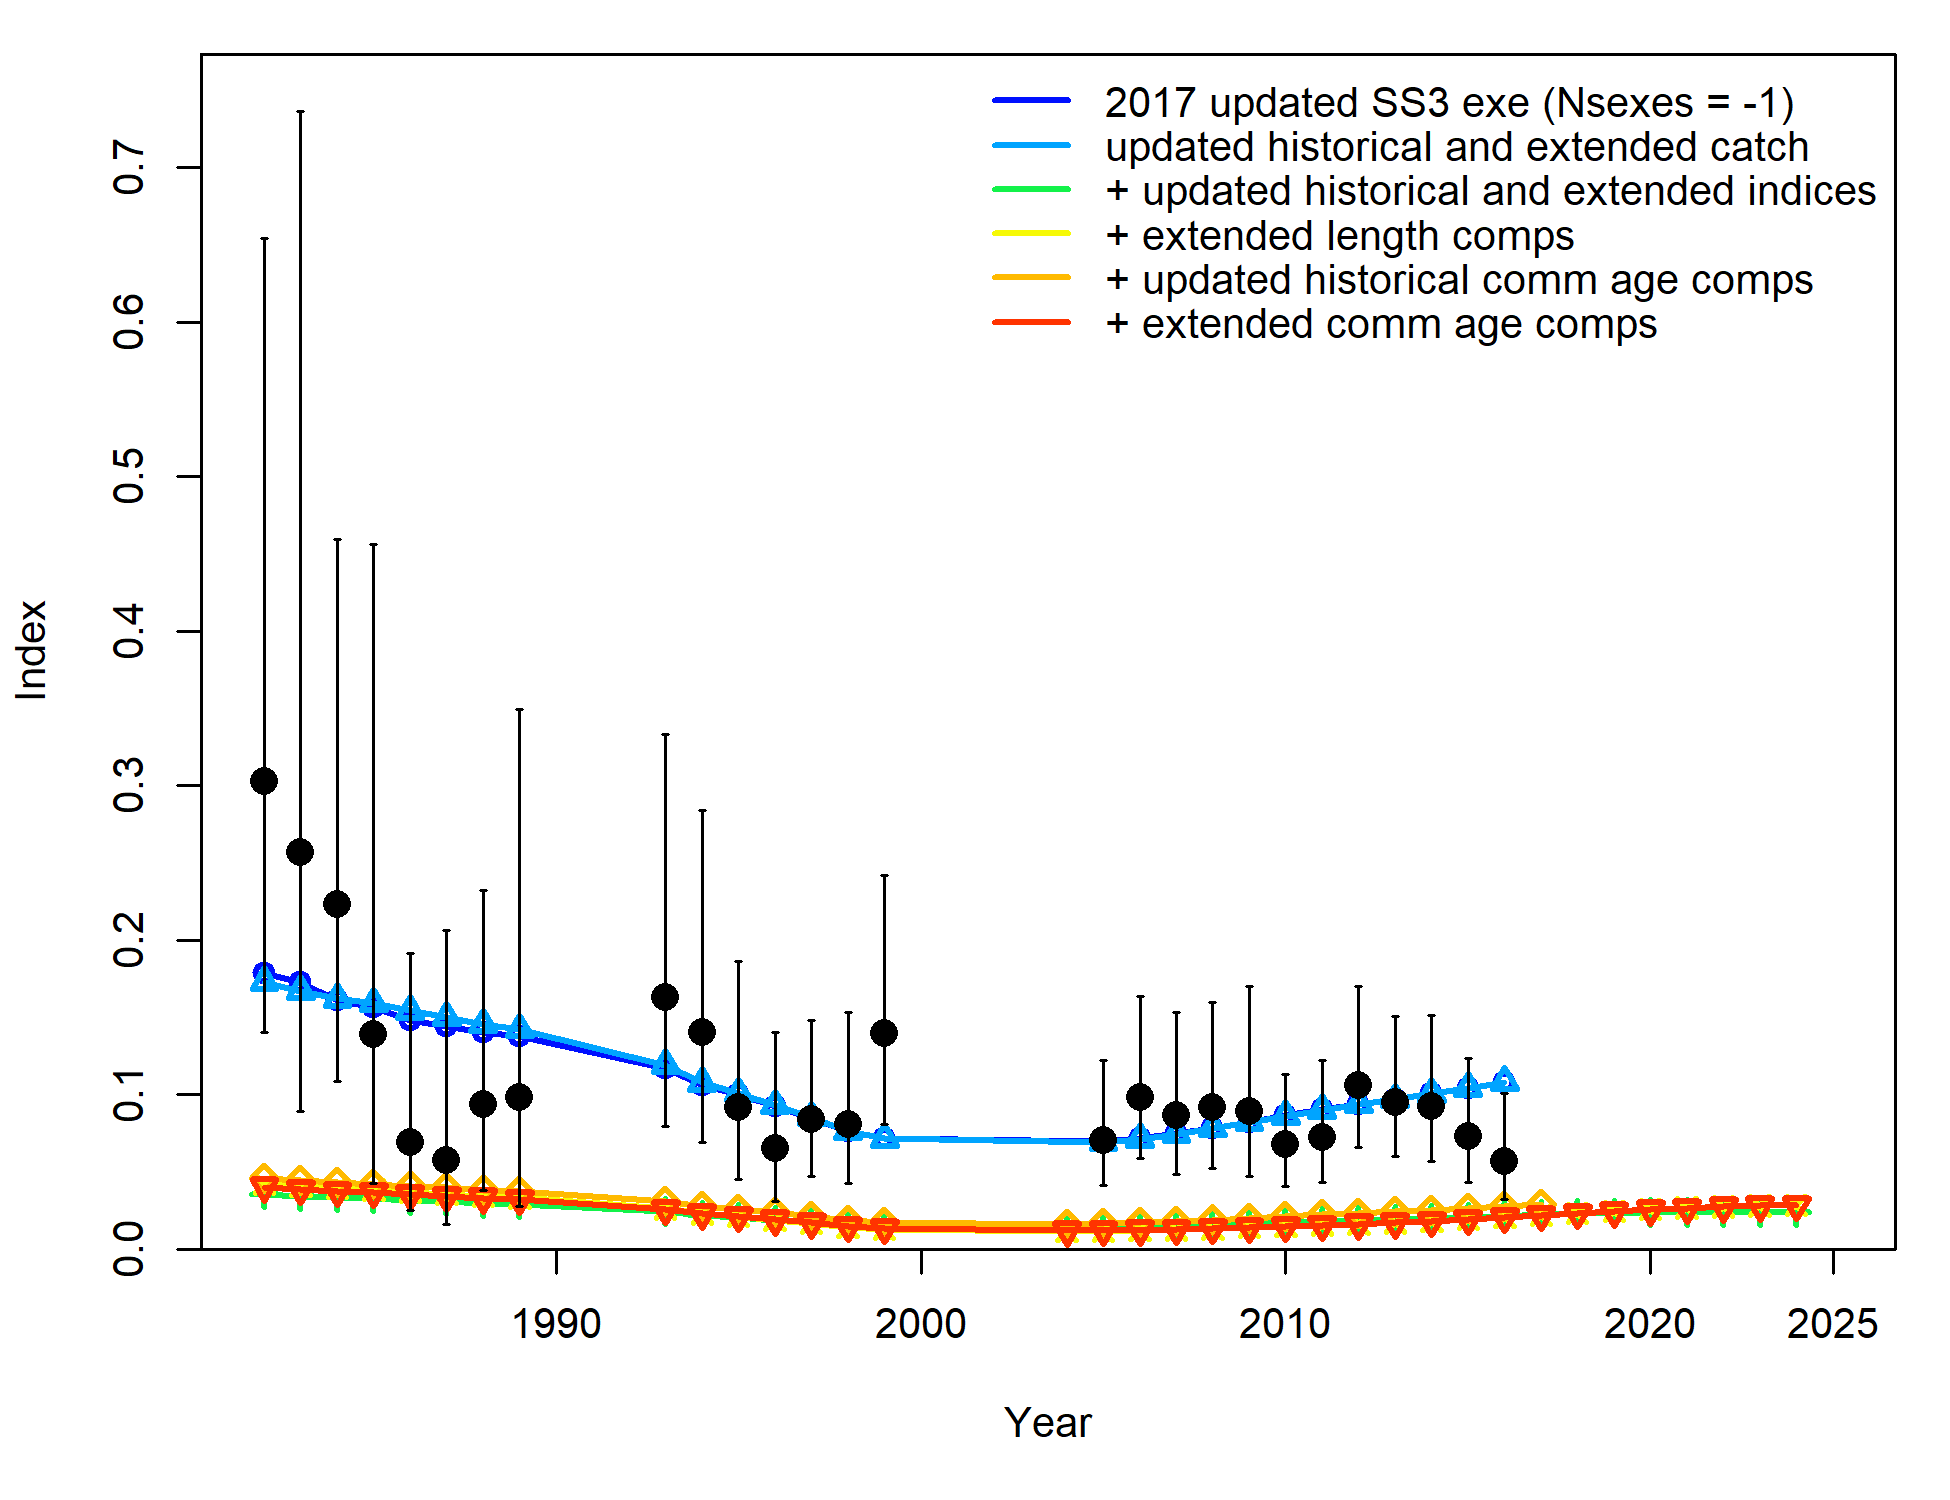 2017 updated SS3 exe (Nsexes = -1)
updated historical and extended catch
+ updated historical and extended indices
+ extended length comps
+ updated historical comm age comps
+ extended comm age comps
0.7
0.6
0.5
0.4
0.3
0.2
0.1
0.0
Index
1990 2000 2010 2020 2025
Year